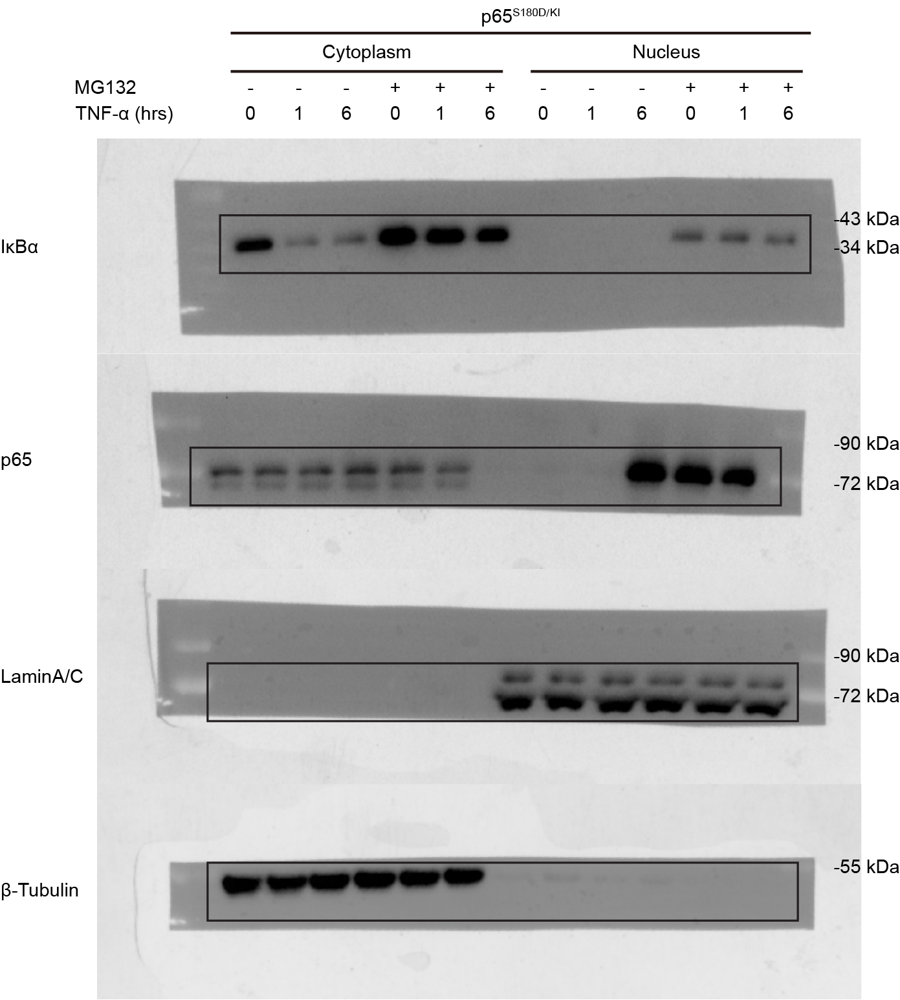 p65S180D/KI
Cytoplasm Nucleus
MG132 - - - + + + - - - + + +
TNF-α (hrs) 0 1 6 0 1 6 0 1 6 0 1 6
-43 kDa
IκBα -34 kDa
-90 kDa
p65
-72 kDa
-90 kDa
LaminA/C
-72 kDa
-55 kDa
β-Tubulin